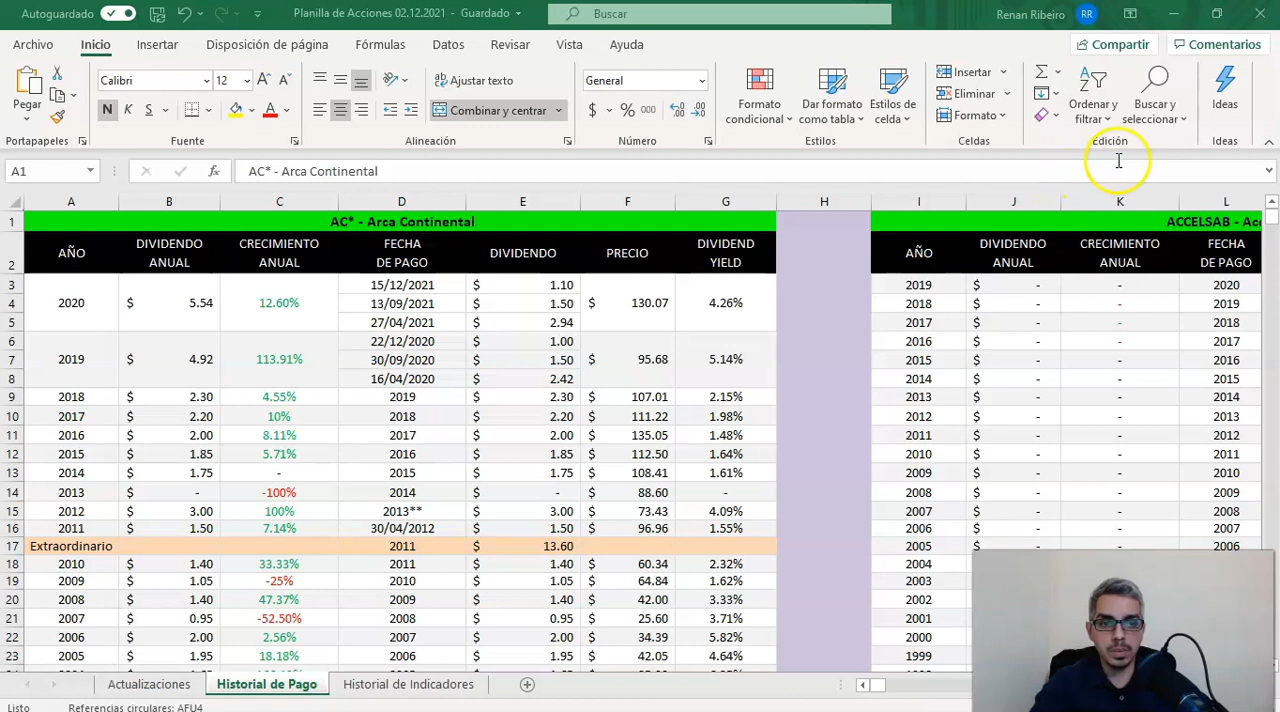 Autoguardado Planilla de Acciones 02.12.2021 - Guardado Buscar Renan Ribeiro RR
Archivo Inicio Insertar Disposición de página Fórmulas Datos Revisar Vista Ayuda Compartir Comentarios
Pegar Calibri 12 Ajustar texto General Formato condicional Dar formato como tabla Estilos de celda Insertar Eliminar Formato Ordenar y filtrar Buscar y seleccionar Ideas
N K S Combinar y centrar $ % 000
Portapapeles Fuente Alineación Número Estilos Celdas Edición Ideas
A1 fx AC* - Arca Continental
A B C D E F G H I J K L
1 AC* - Arca Continental ACCELSAB - Acc
2 AÑO DIVIDENDO ANUAL CRECIMIENTO ANUAL FECHA DE PAGO DIVIDENDO PRECIO DIVIDEND YIELD AÑO DIVIDENDO ANUAL CRECIMIENTO ANUAL FECHA DE PAGO
3 15/12/2021 $ 1.10 2019 $ - - 2020
4 2020 $ 5.54 12.60% 13/09/2021 $ 1.50 $ 130.07 4.26% 2018 $ - - 2019
5 27/04/2021 $ 2.94 2017 $ - - 2018
6 22/12/2020 $ 1.00 2016 $ - - 2017
7 2019 $ 4.92 113.91% 30/09/2020 $ 1.50 $ 95.68 5.14% 2015 $ - - 2016
8 16/04/2020 $ 2.42 2014 $ - - 2015
9 2018 $ 2.30 4.55% 2019 $ 2.30 $ 107.01 2.15% 2013 $ - - 2014
10 2017 $ 2.20 10% 2018 $ 2.20 $ 111.22 1.98% 2012 $ - - 2013
11 2016 $ 2.00 8.11% 2017 $ 2.00 $ 135.05 1.48% 2011 $ - - 2012
12 2015 $ 1.85 5.71% 2016 $ 1.85 $ 112.50 1.64% 2010 $ - - 2011
13 2014 $ 1.75 - 2015 $ 1.75 $ 108.41 1.61% 2009 $ - - 2010
14 2013 $ - -100% 2014 $ - $ 88.60 - 2008 $ - - 2009
15 2012 $ 3.00 100% 2013** $ 3.00 $ 73.43 4.09% 2007 $ - - 2008
16 2011 $ 1.50 7.14% 30/04/2012 $ 1.50 $ 96.96 1.55% 2006 $ - - 2007
17 Extraordinario 2011 $ 13.60 2005 $ - - 2006
18 2010 $ 1.40 33.33% 2011 $ 1.40 $ 60.34 2.32% 2004
19 2009 $ 1.05 -25% 2010 $ 1.05 $ 64.84 1.62% 2003
20 2008 $ 1.40 47.37% 2009 $ 1.40 $ 42.00 3.33% 2002
21 2007 $ 0.95 -52.50% 2008 $ 0.95 $ 25.60 3.71% 2001
22 2006 $ 2.00 2.56% 2007 $ 2.00 $ 34.39 5.82% 2000
23 2005 $ 1.95 18.18% 2006 $ 1.95 $ 42.05 4.64% 1999
Actualizaciones Historial de Pago Historial de Indicadores
Listo Referencias circulares: AFU4